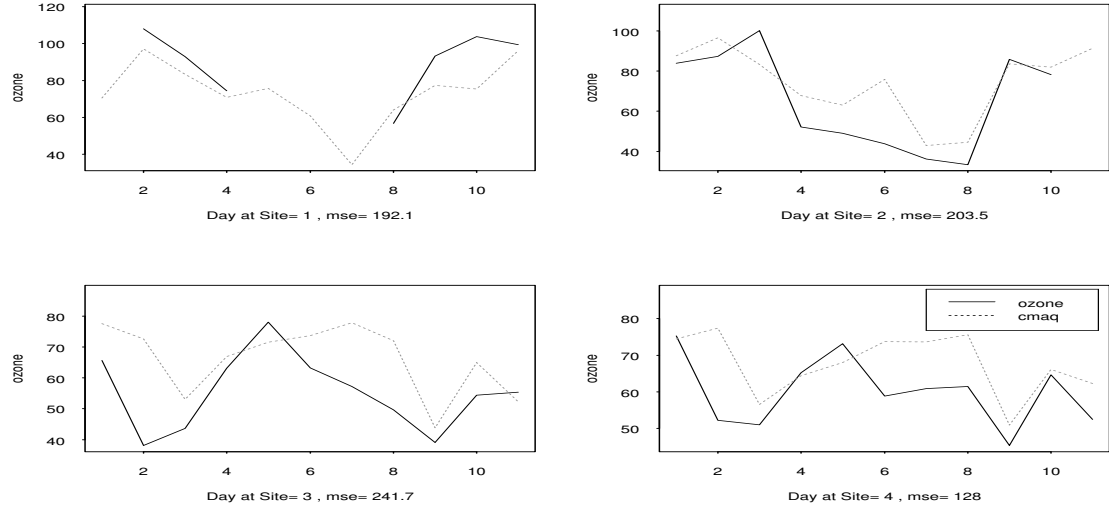 120
100
80
60
40
ozone
2 4 6 8 10
Day at Site= 1 , mse= 192.1
100
80
60
40
ozone
2 4 6 8 10
Day at Site= 2 , mse= 203.5
80
70
60
50
40
ozone
2 4 6 8 10
Day at Site= 3 , mse= 241.7
80
70
60
50
ozone
ozone
cmaq
2 4 6 8 10
Day at Site= 4 , mse= 128